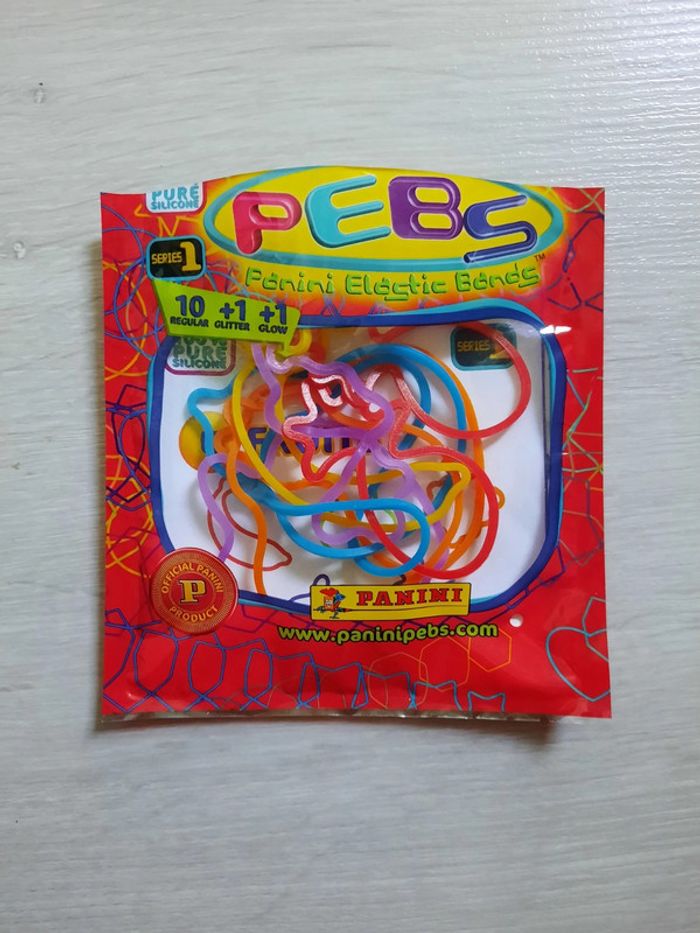 PURE
SILICONE
PEBS
TM
Panini Elastic Bands
SERIES 1
10 +1 +1
REGULAR GLITTER GLOW
PURE
SILICONE
SERIES
OFFICIAL PANINI
P
PRODUCT
PANINI
www.paninipebs.com